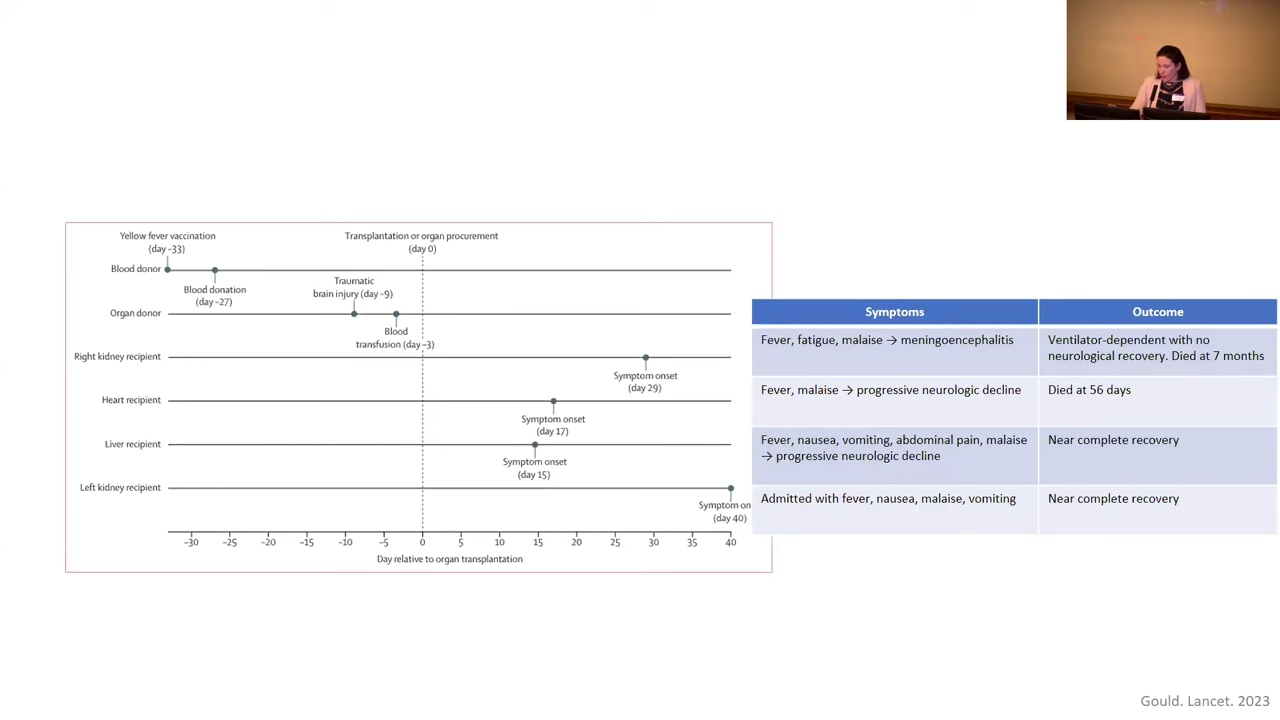 Yellow fever vaccination
(day −33)
Transplantation or organ procurement
(day 0)
Blood donor
Blood donation
(day −27)
Traumatic
brain injury (day −9)
Organ donor
Blood
transfusion (day −3)
Right kidney recipient
Symptom onset
(day 29)
Heart recipient
Symptom onset
(day 17)
Liver recipient
Symptom onset
(day 15)
Left kidney recipient
Symptom on
(day 40)
−30 −25 −20 −15 −10 −5 0 5 10 15 20 25 30 35 40
Day relative to organ transplantation
Symptoms Outcome
Fever, fatigue, malaise → meningoencephalitis
Ventilator-dependent with no
neurological recovery. Died at 7 months
Fever, malaise → progressive neurologic decline
Died at 56 days
Fever, nausea, vomiting, abdominal pain, malaise
→ progressive neurologic decline
Near complete recovery
Admitted with fever, nausea, malaise, vomiting
Near complete recovery
Gould. Lancet. 2023